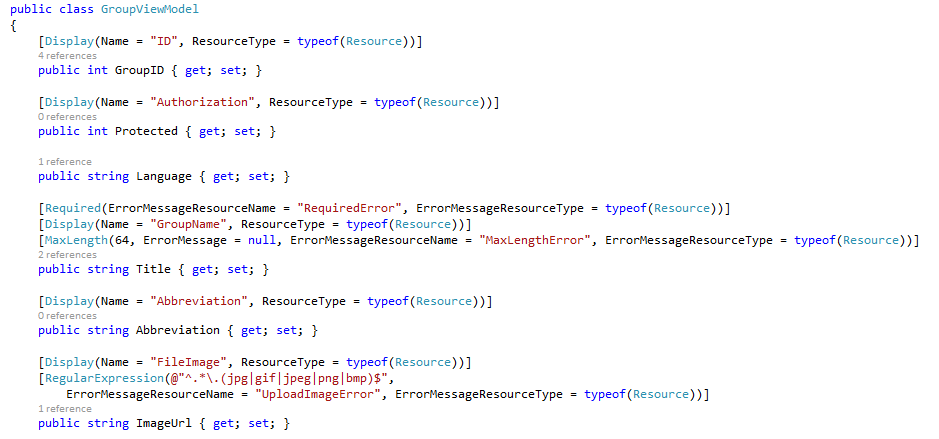 public class GroupViewModel
{
[Display(Name = "ID", ResourceType = typeof(Resource))]
4 references
public int GroupID { get; set; }
[Display(Name = "Authorization", ResourceType = typeof(Resource))]
0 references
public int Protected { get; set; }
1 reference
public string Language { get; set; }
[Required(ErrorMessageResourceName = "RequiredError", ErrorMessageResourceType = typeof(Resource))]
[Display(Name = "GroupName", ResourceType = typeof(Resource))]
[MaxLength(64, ErrorMessage = null, ErrorMessageResourceName = "MaxLengthError", ErrorMessageResourceType = typeof(Resource))]
2 references
public string Title { get; set; }
[Display(Name = "Abbreviation", ResourceType = typeof(Resource))]
0 references
public string Abbreviation { get; set; }
[Display(Name = "FileImage", ResourceType = typeof(Resource))]
[RegularExpression(@"^.*\.(jpg|gif|jpeg|png|bmp)$",
ErrorMessageResourceName = "UploadImageError", ErrorMessageResourceType = typeof(Resource))]
1 reference
public string ImageUrl { get; set; }